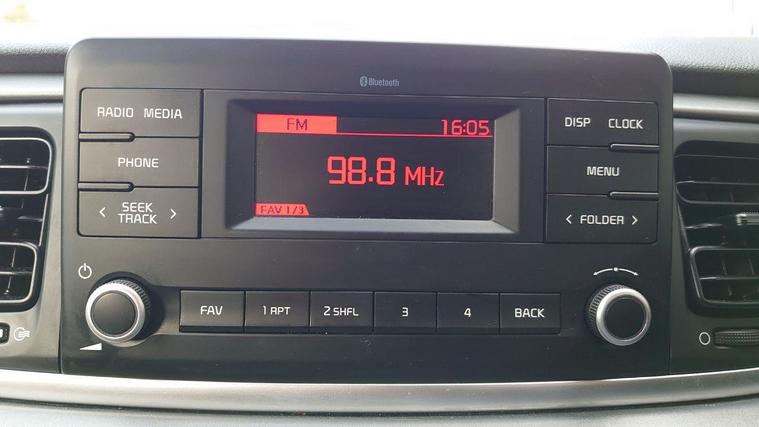 Bluetooth
RADIO MEDIA
FM 16:05
DISP CLOCK
PHONE
98.8 MHz
MENU
< SEEK TRACK >
FAV 1/3
< FOLDER >
FAV
1 RPT
2 SHFL
3
4
BACK